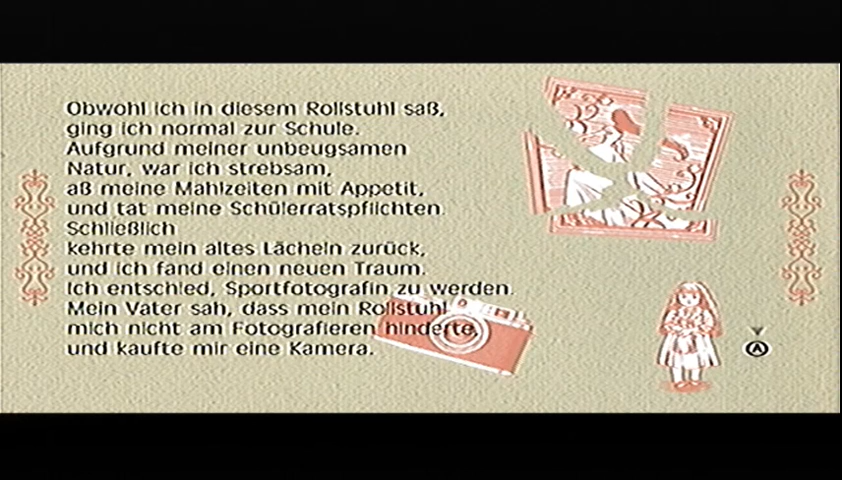 Obwohl ich in diesem Rollstuhl saß,
ging ich normal zur Schule.
Aufgrund meiner unbeugsamen
Natur, war ich strebsam,
aß meine Mahlzeiten mit Appetit,
und tat meine Schülerratspflichten.
Schließlich
kehrte mein altes Lächeln zurück,
und ich fand einen neuen Traum.
Ich entschied, Sportfotografin zu werden.
Mein Vater sah, dass mein Rollstuhl
mich nicht am Fotografieren hinderte,
und kaufte mir eine Kamera.
A